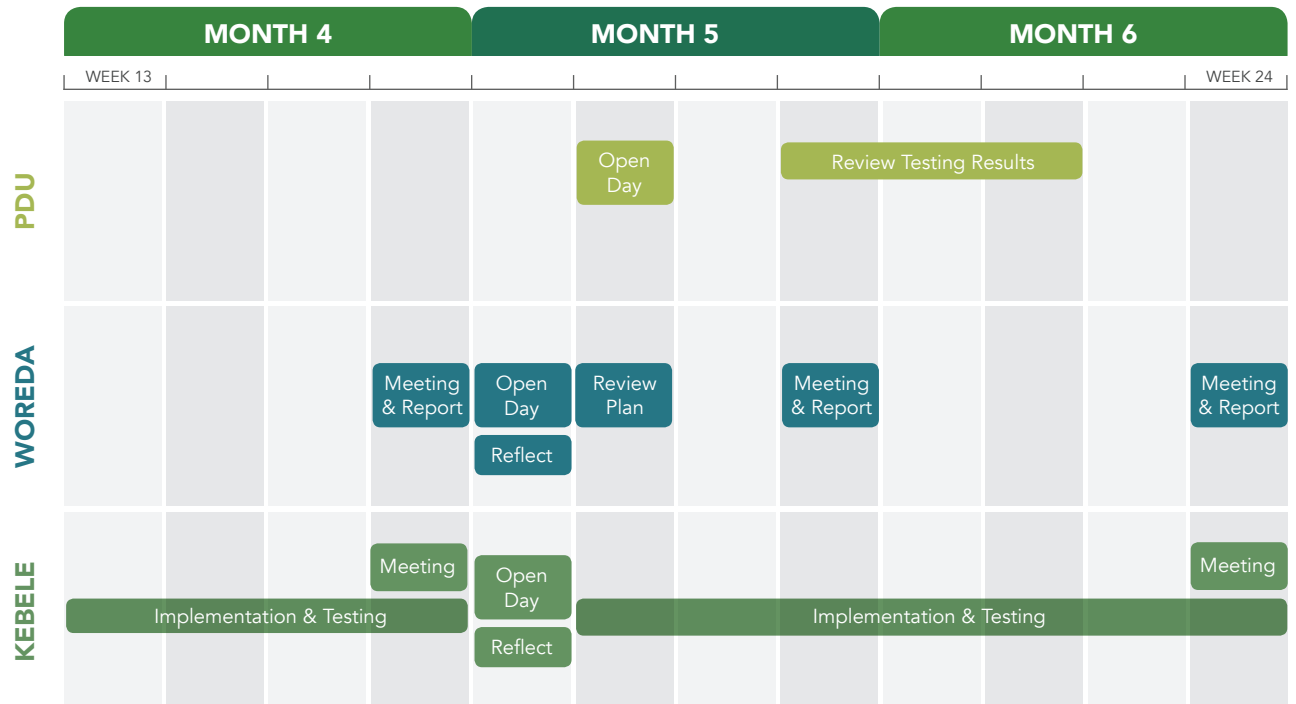 MONTH 4
MONTH 5
MONTH 6
WEEK 13
WEEK 24
PDU
Open
Day
Review Testing Results
WOREDA
Meeting
& Report
Open
Day
Reflect
Review
Plan
Meeting
& Report
Meeting
& Report
KEBELE
Meeting
Implementation & Testing
Open
Day
Reflect
Implementation & Testing
Meeting